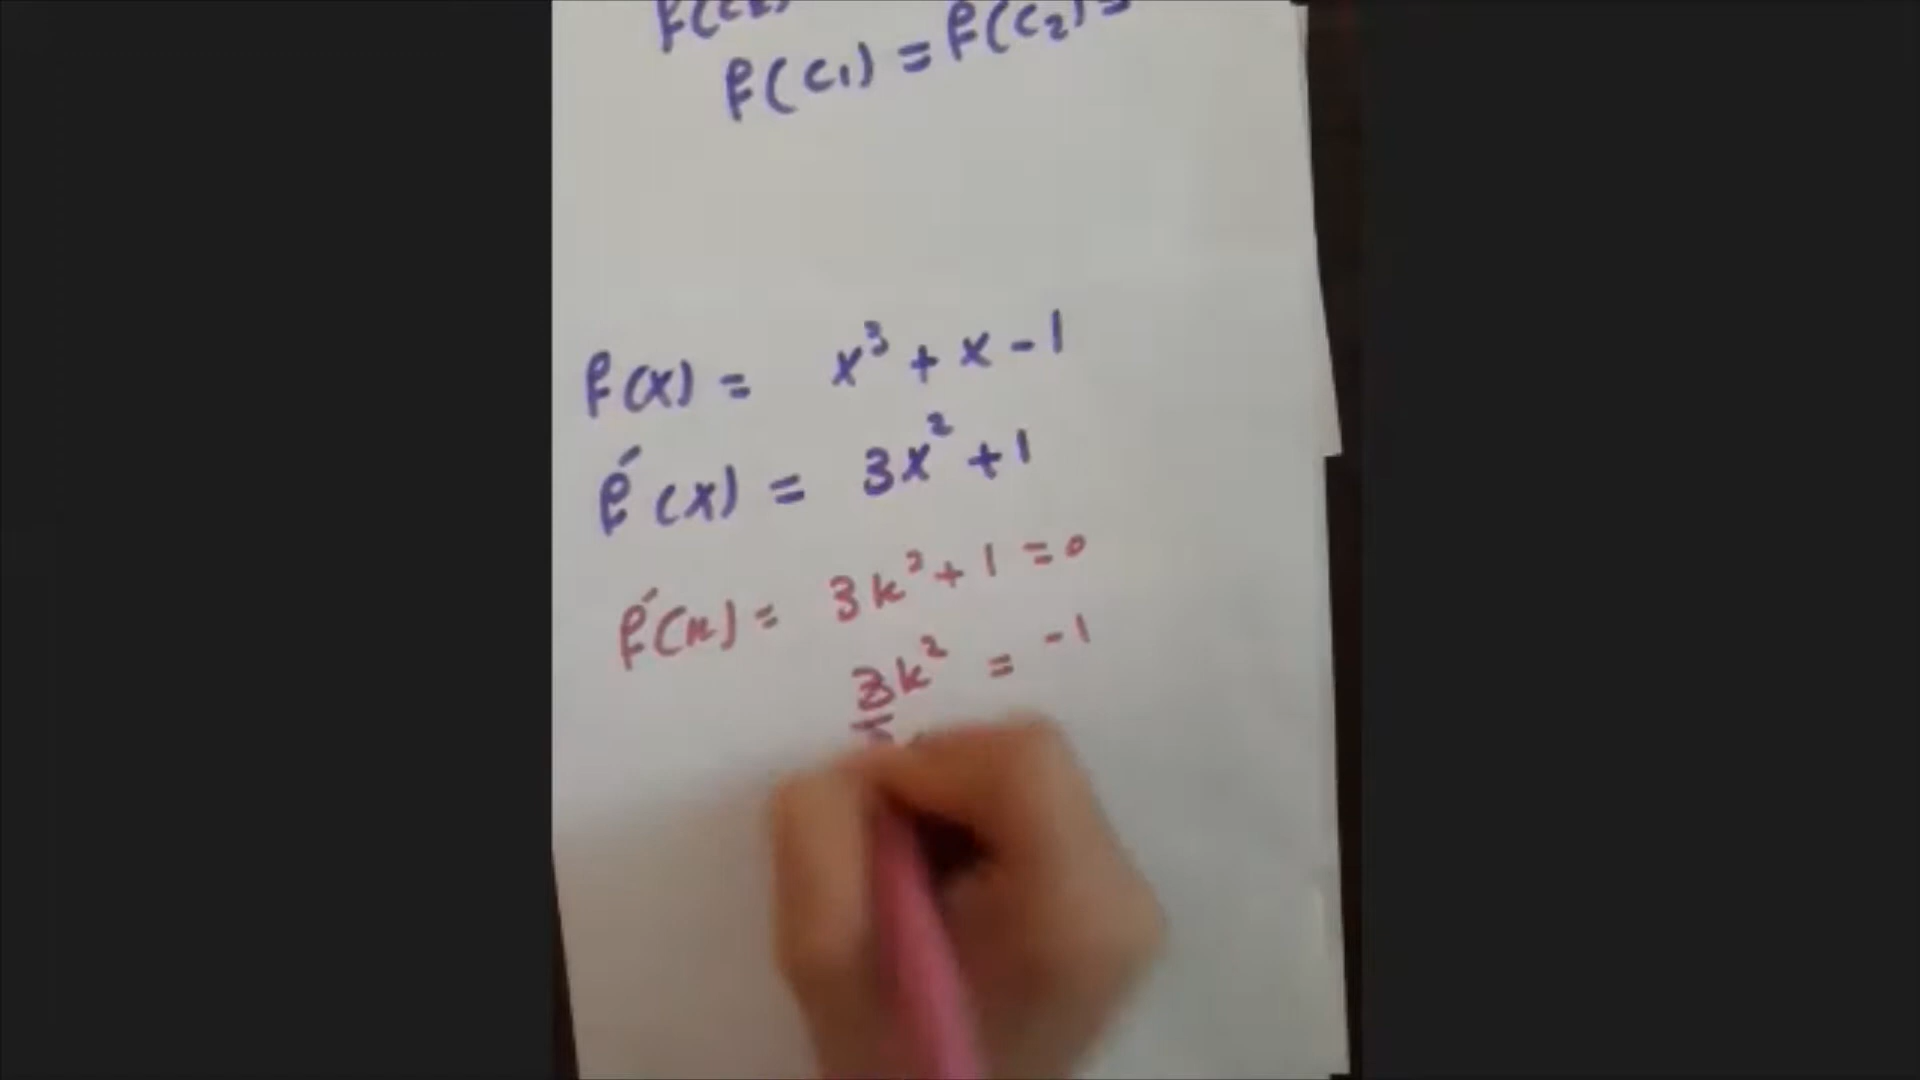 f(c₁) = f(c₂) =
f(x) = x³ + x - 1
f′(x) = 3x² + 1
f′(k) = 3k² + 1 = 0
3k² = -1